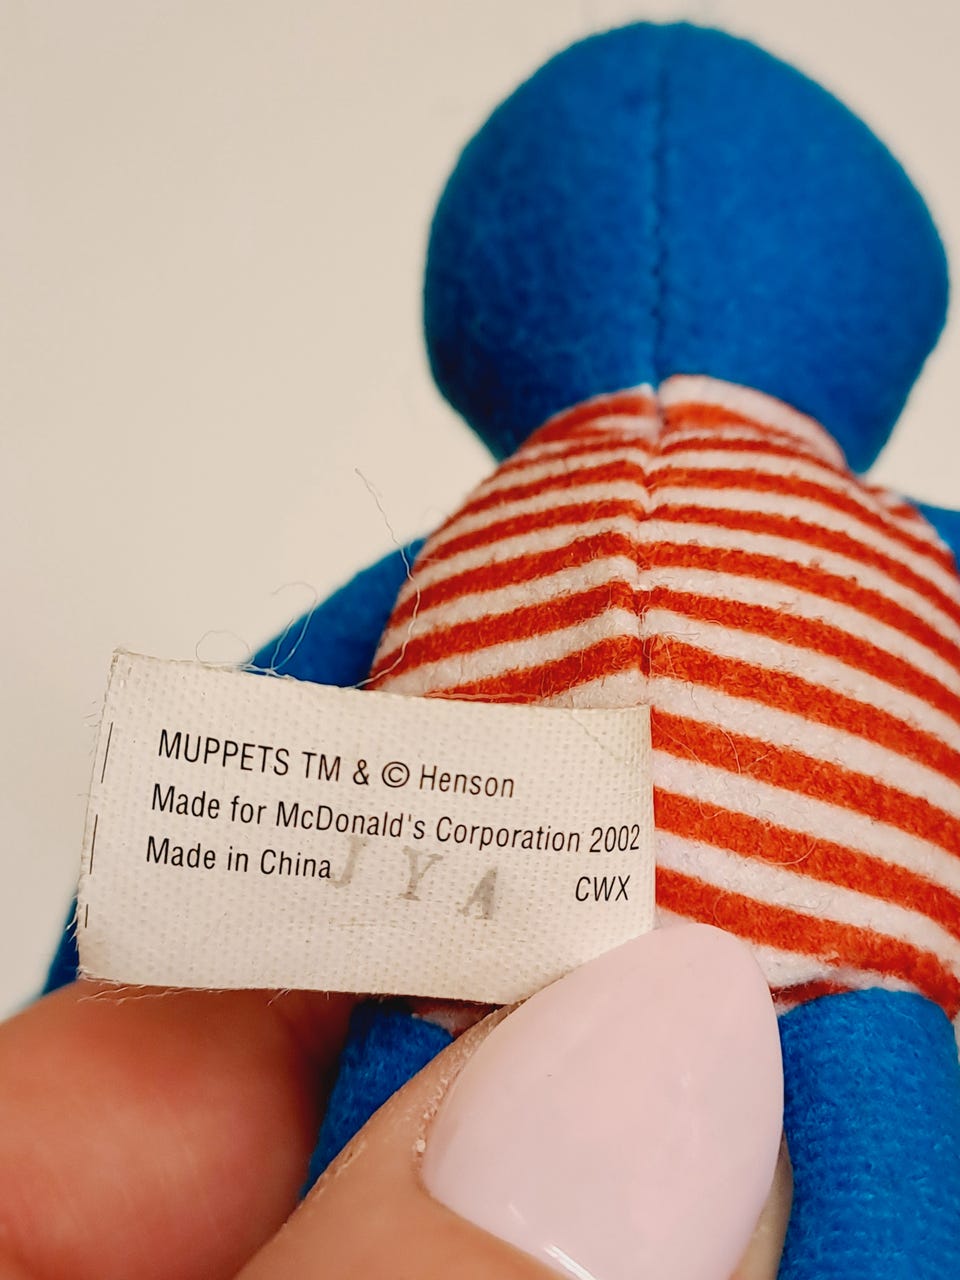 MUPPETS TM & © Henson
Made for McDonald's Corporation 2002
Made in China
JYA
CWX